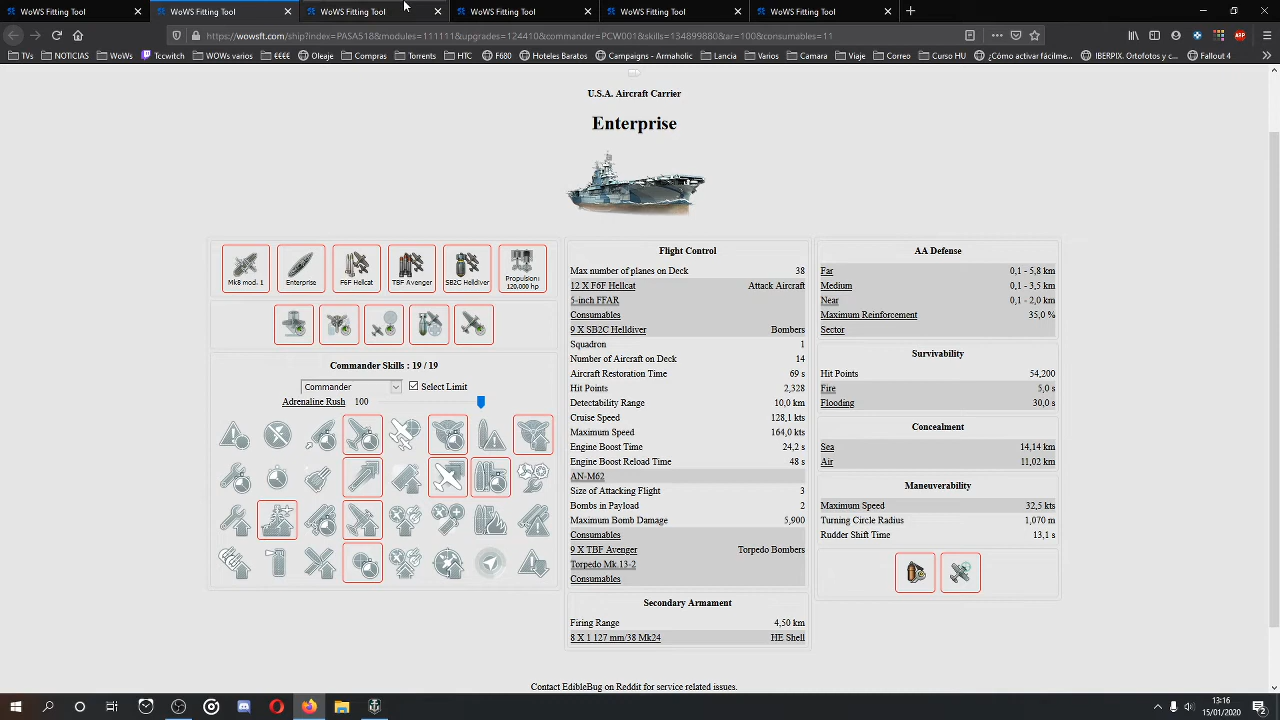 WoWS Fitting Tool
WoWS Fitting Tool
WoWS Fitting Tool
WoWS Fitting Tool
WoWS Fitting Tool
WoWS Fitting Tool
https://wowsft.com/ship?index=PASA518&modules=111111&upgrades=124410&commander=PCW001&skills=134899880&ar=100&consumables=11
TVs
NOTICIAS
WoWs
Tccwitch
WOWs varios
€€€€
Oleaje
Compras
Torrents
HTC
F680
Hoteles Baratos
Campaigns - Armaholic
Lancia
Varios
Camara
Viaje
Correo
Curso HU
¿Cómo activar fácilme...
IBERPIX. Ortofotos y ...
Fallout 4
U.S.A. Aircraft Carrier
Enterprise
Mk8 mod. 1
Enterprise
F6F Hellcat
TBF Avenger
SB2C Helldiver
Propulsion: 120,000 hp
Commander Skills : 19 / 19
Commander
Select Limit
Adrenaline Rush 100
Flight Control
Max number of planes on Deck 38
12 X F6F Hellcat Attack Aircraft
5-inch FFAR
Consumables
9 X SB2C Helldiver Bombers
Squadron 1
Number of Aircraft on Deck 14
Aircraft Restoration Time 69 s
Hit Points 2,328
Detectability Range 10,0 km
Cruise Speed 128,1 kts
Maximum Speed 164,0 kts
Engine Boost Time 24,2 s
Engine Boost Reload Time 48 s
AN-M62
Size of Attacking Flight 3
Bombs in Payload 2
Maximum Bomb Damage 5,900
Consumables
9 X TBF Avenger Torpedo Bombers
Torpedo Mk.13-2
Consumables
Secondary Armament
Firing Range 4,50 km
8 X 1 127 mm/38 Mk24 HE Shell
AA Defense
Far 0,1 - 5,8 km
Medium 0,1 - 3,5 km
Near 0,1 - 2,0 km
Maximum Reinforcement 35,0 %
Sector
Survivability
Hit Points 54,200
Fire 5,0 s
Flooding 30,0 s
Concealment
Sea 14,14 km
Air 11,02 km
Maneuverability
Maximum Speed 32,5 kts
Turning Circle Radius 1,070 m
Rudder Shift Time 13,1 s
Contact EdibleBug on Reddit for service related issues.
13:16
15/01/2020
2